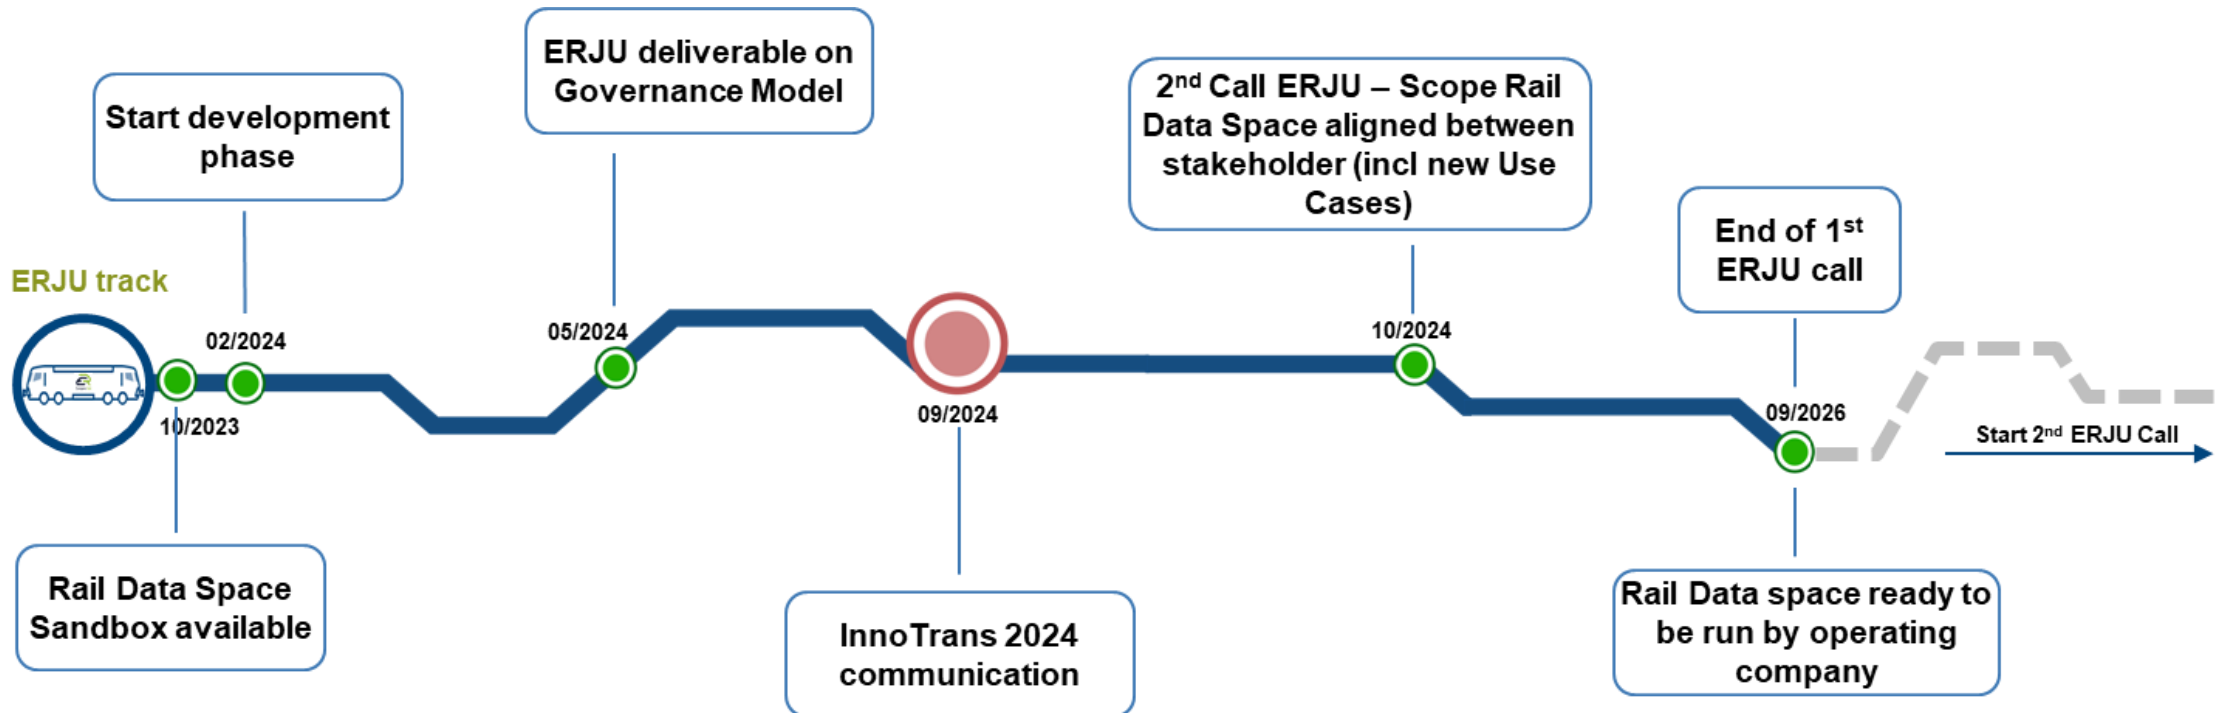 ERJU deliverable on
Governance Model
Start development
phase
2nd Call ERJU – Scope Rail
Data Space aligned between
stakeholder (incl new Use
Cases)
End of 1st
ERJU call
ERJU track
02/2024
05/2024
10/2024
10/2023
09/2024
09/2026
Start 2nd ERJU Call
Rail Data Space
Sandbox available
InnoTrans 2024
communication
Rail Data space ready to
be run by operating
company